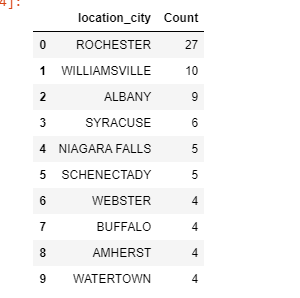 4]:
location_city Count
0 ROCHESTER 27
1 WILLIAMSVILLE 10
2 ALBANY 9
3 SYRACUSE 6
4 NIAGARA FALLS 5
5 SCHENECTADY 5
6 WEBSTER 4
7 BUFFALO 4
8 AMHERST 4
9 WATERTOWN 4